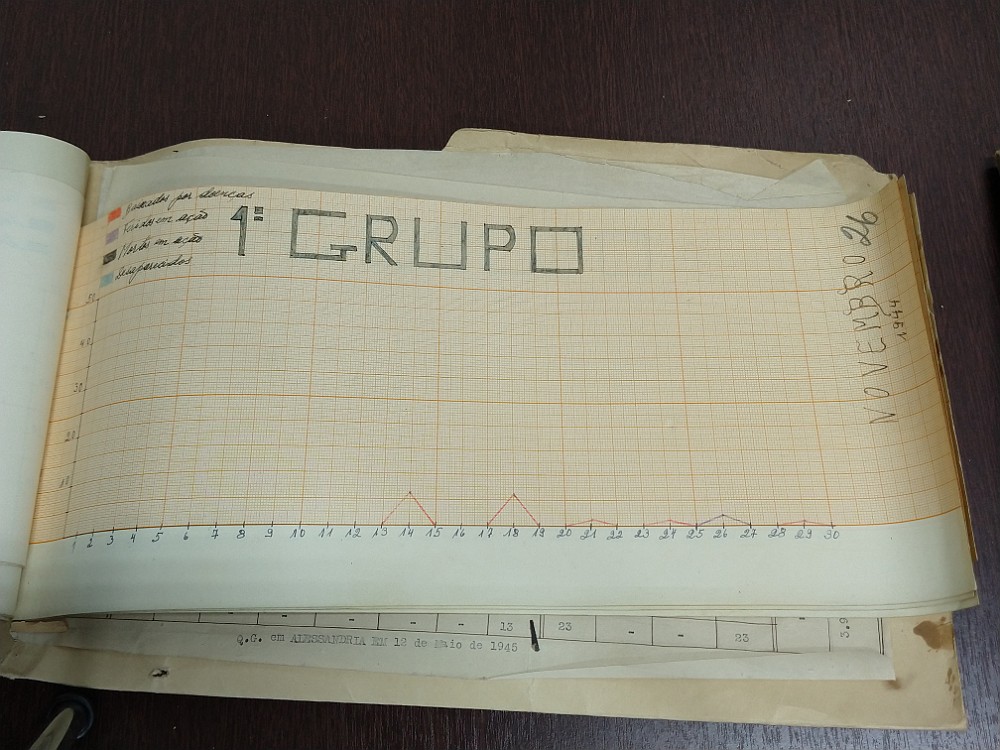 Baixados por doenças
Feridos em ação
Mortos em ação
Desaparecidos
1º GRUPO
NOVEMBRO 26
1944
50
40
30
20
10
1 2 3 4 5 6 7 8 9 10 11 12 13 14 15 16 17 18 19 20 21 22 23 24 25 26 27 28 29 30
- - - - - - - 13 23 - - 23 - 3.9
Q.G. em ALESSANDRIA EM 12 de Maio de 1945